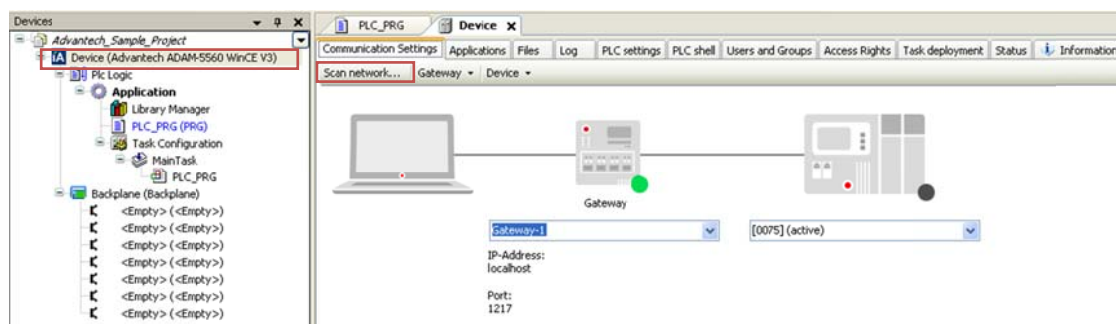 Devices
Advantech_Sample_Project
Device (Advantech ADAM-5560 WinCE V3)
Plc Logic
Application
Library Manager
PLC_PRG (PRG)
Task Configuration
MainTask
PLC_PRG
Backplane (Backplane)
<Empty> (<Empty>)
<Empty> (<Empty>)
<Empty> (<Empty>)
<Empty> (<Empty>)
<Empty> (<Empty>)
<Empty> (<Empty>)
<Empty> (<Empty>)
PLC_PRG Device
Communication Settings Applications Files Log PLC settings PLC shell Users and Groups Access Rights Task deployment Status Information
Scan network... Gateway Device
Gateway
Gateway-1 [0075] (active)
IP-Address:
localhost
Port:
1217